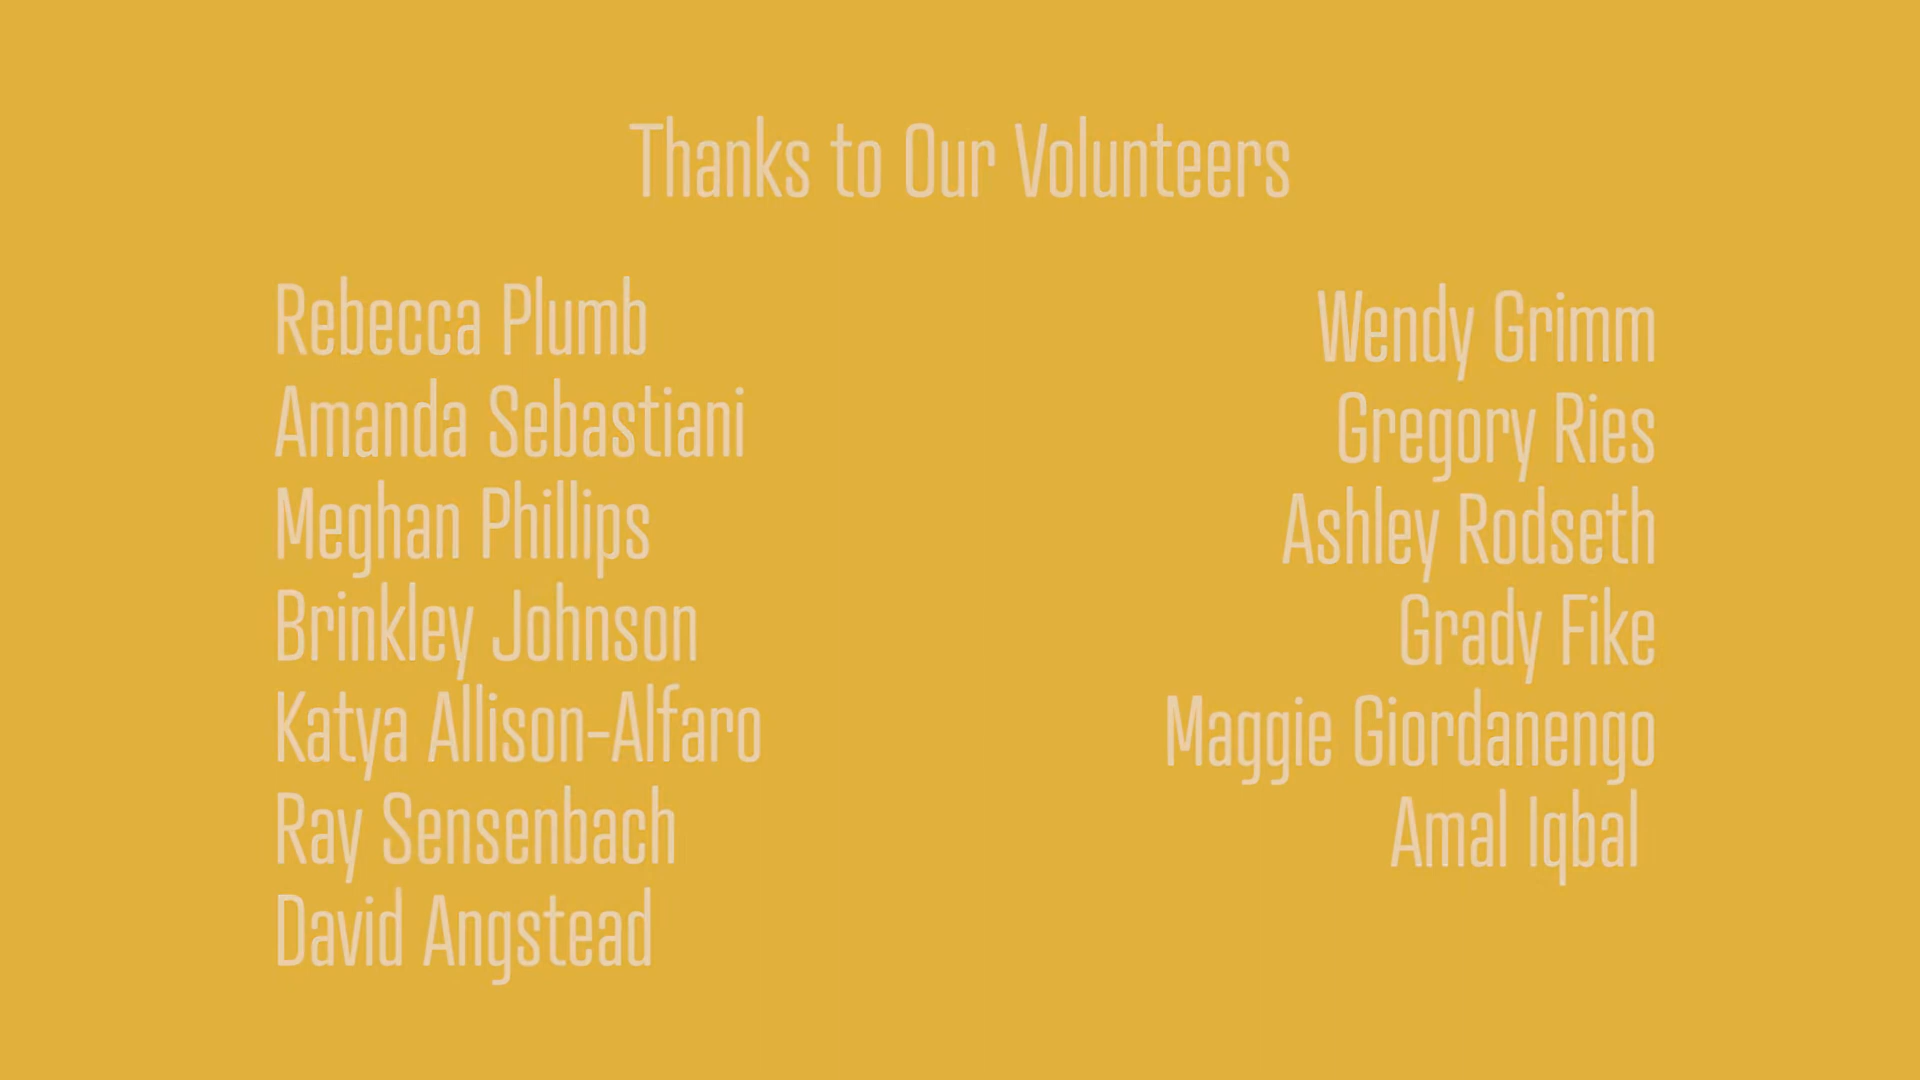 Thanks to Our Volunteers
Rebecca Plumb
Amanda Sebastiani
Meghan Phillips
Brinkley Johnson
Katya Allison-Alfaro
Ray Sensenbach
David Angstead
Wendy Grimm
Gregory Ries
Ashley Rodseth
Grady Fike
Maggie Giordanengo
Amal Iqbal